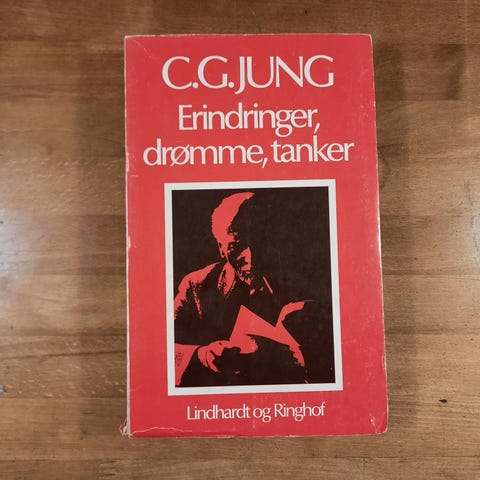 C.G.JUNG
Erindringer,
drømme, tanker
Lindhardt og Ringhof